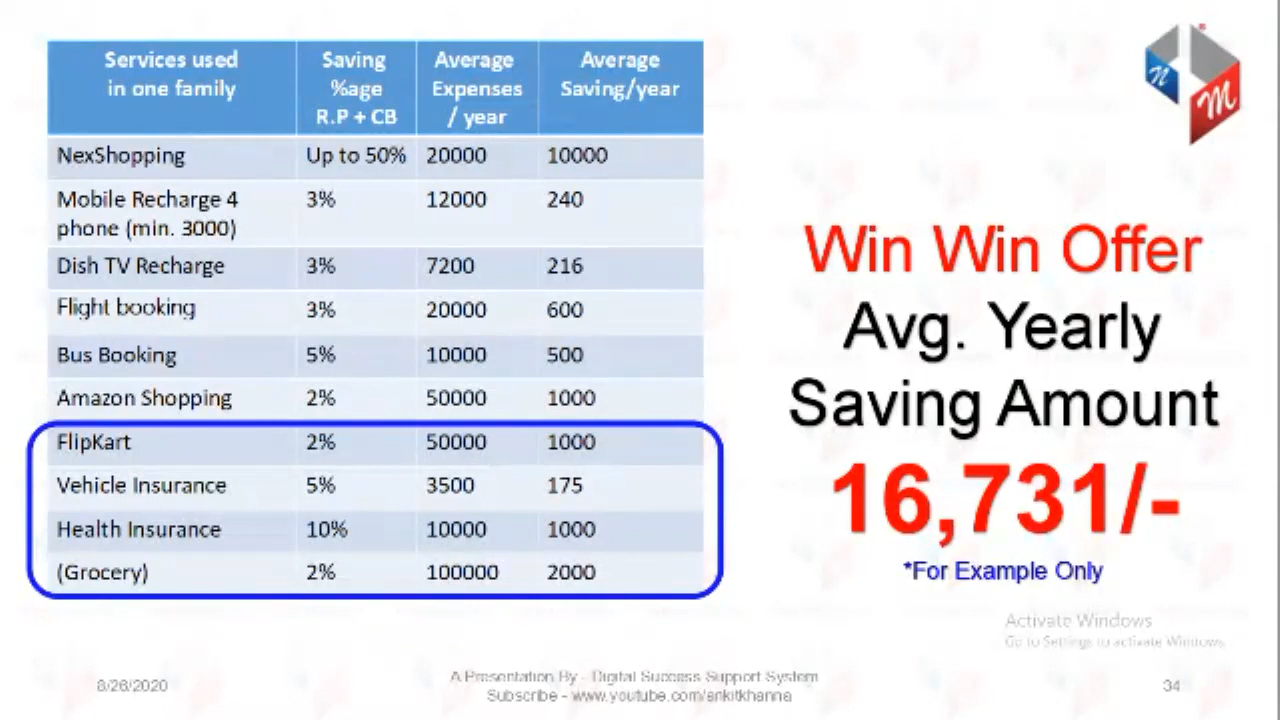 Services used
in one family
Saving
%age
R.P + CB
Average
Expenses
/ year
Average
Saving/year
NexShopping Up to 50% 20000 10000
Mobile Recharge 4
phone (min. 3000)
3% 12000 240
Dish TV Recharge 3% 7200 216
Flight booking 3% 20000 600
Bus Booking 5% 10000 500
Amazon Shopping 2% 50000 1000
FlipKart 2% 50000 1000
Vehicle Insurance 5% 3500 175
Health Insurance 10% 10000 1000
(Grocery) 2% 100000 2000
n m
Win Win Offer
Avg. Yearly
Saving Amount
16,731/-
*For Example Only
Activate Windows
Go to Settings to activate Windows.
8/26/2020
A Presentation By - Digital Success Support System
Subscribe - www.youtube.com/ankitkhanna
34